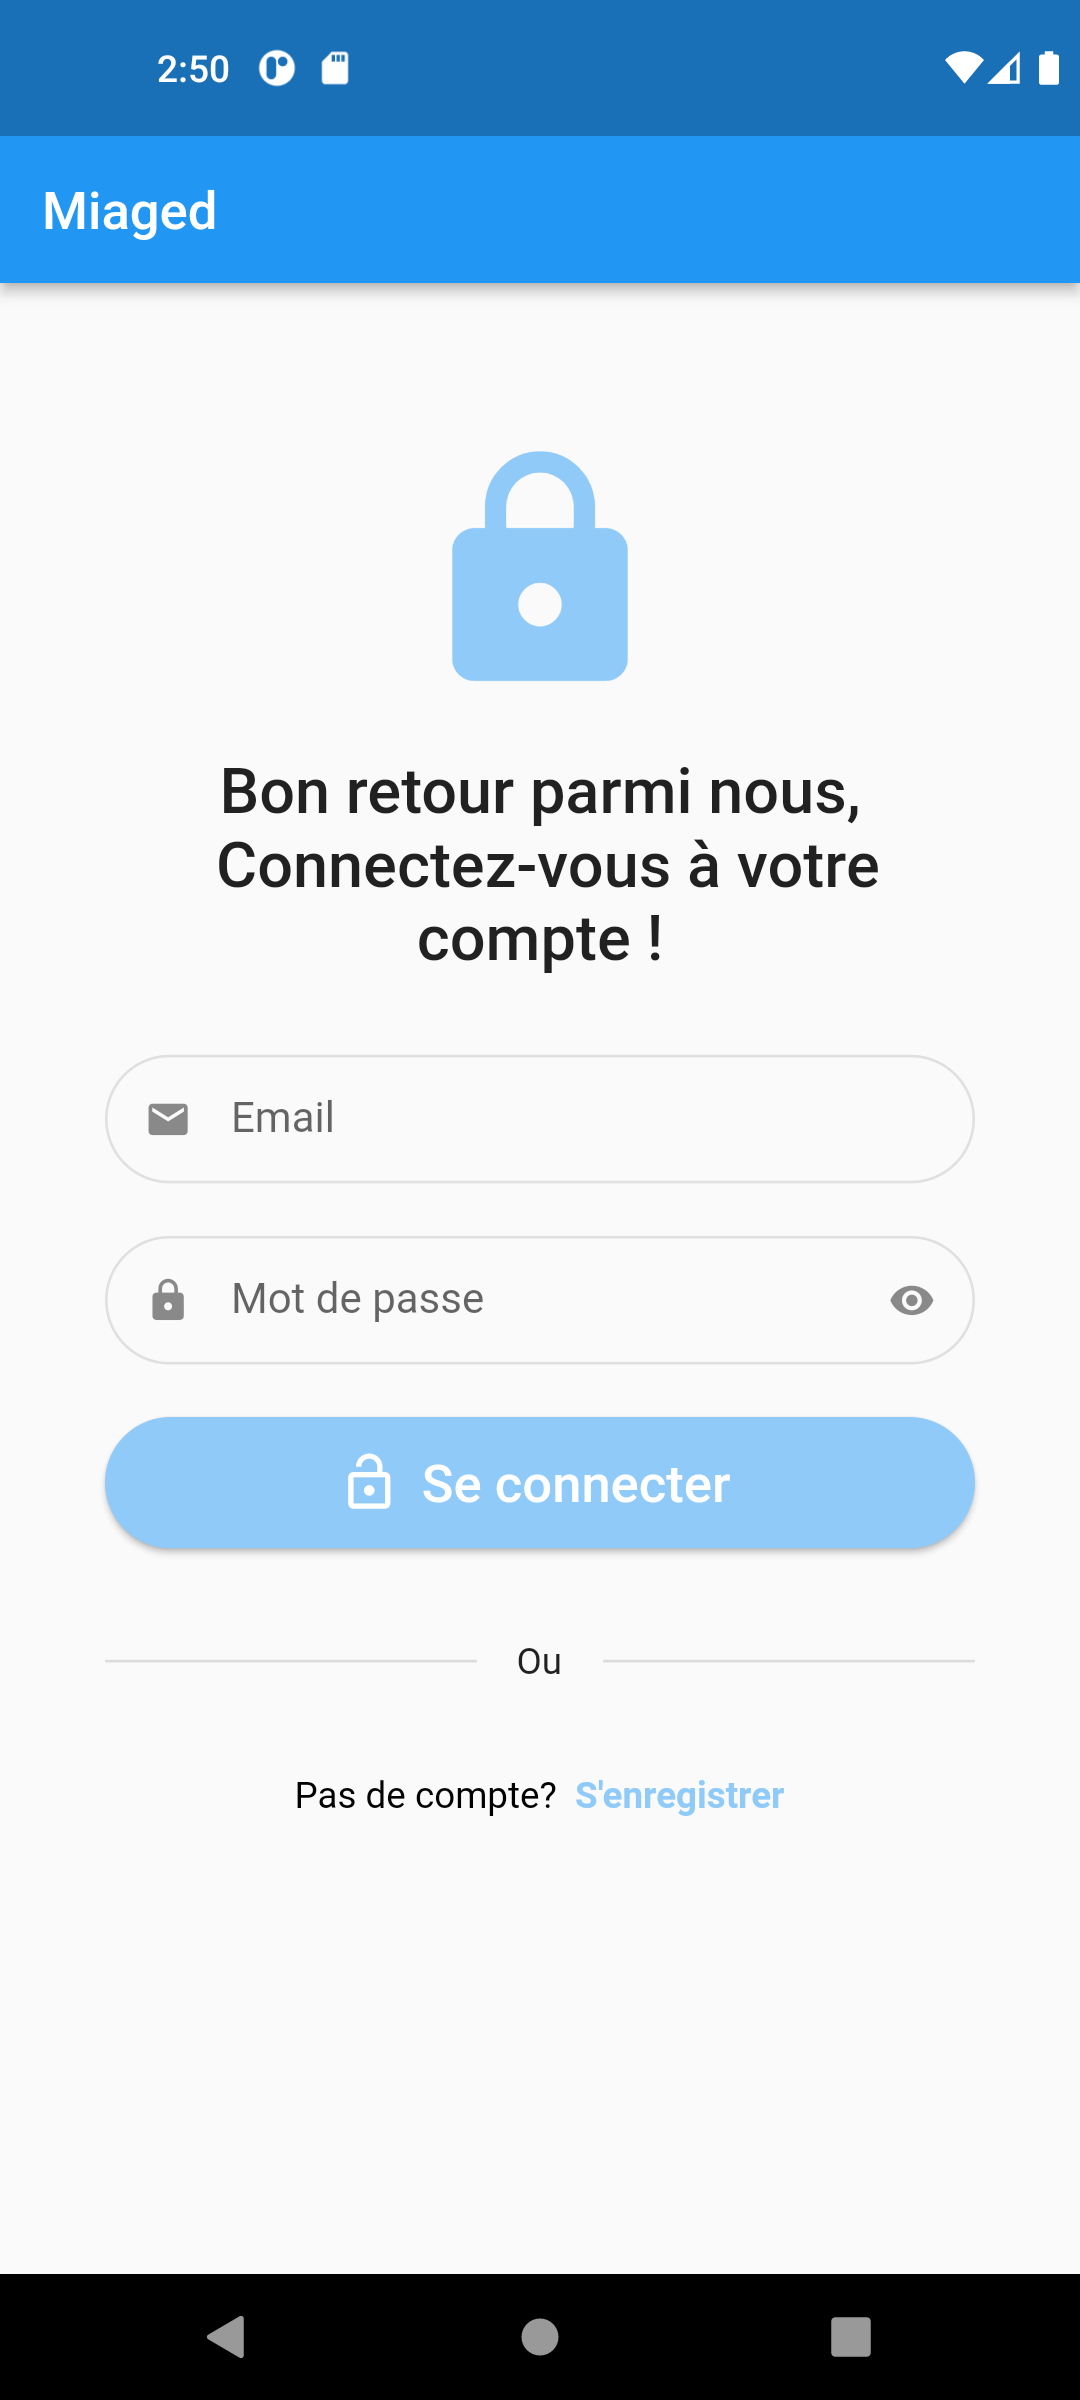 2:50
Miaged
Bon retour parmi nous,
Connectez-vous à votre
compte !
Email
Mot de passe
Se connecter
Ou
Pas de compte? S'enregistrer